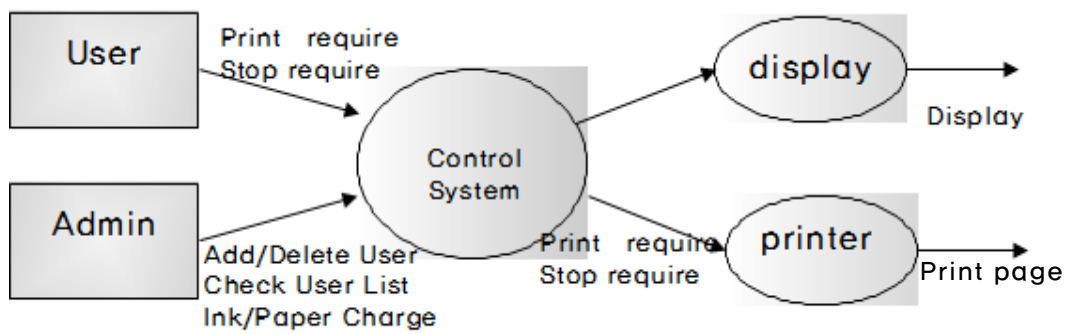 User
Print require
Stop require
display
Display
Control
System
Admin
Add/Delete User
Check User List
Ink/Paper Charge
Print require
Stop require
printer
Print page